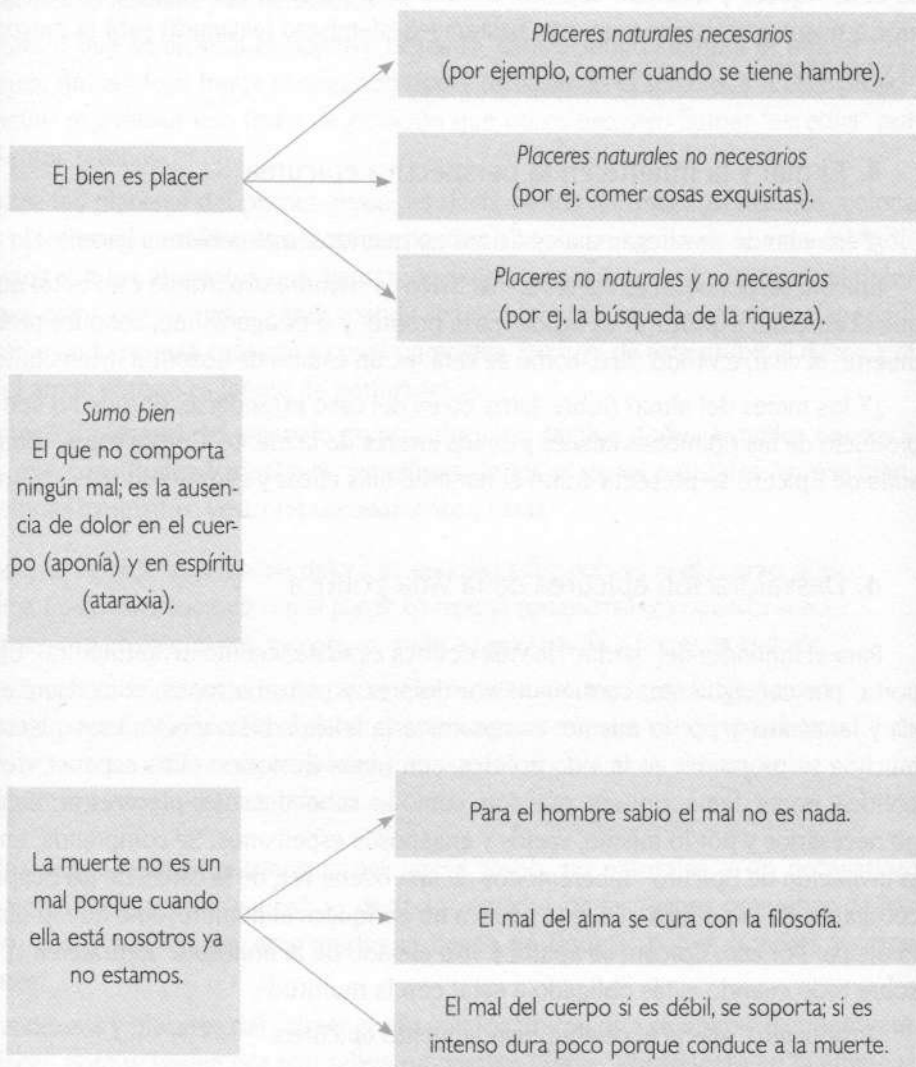 Placeres naturales necesarios
(por ejemplo, comer cuando se tiene hambre).
El bien es placer
Placeres naturales no necesarios
(por ej. comer cosas exquisitas).
Placeres no naturales y no necesarios
(por ej. la búsqueda de la riqueza).
Sumo bien
El que no comporta
ningún mal; es la ausen-
cia de dolor en el cuer-
po (aponía) y en espíritu
(ataraxia).
La muerte no es un
mal porque cuando
ella está nosotros ya
no estamos.
Para el hombre sabio el mal no es nada.
El mal del alma se cura con la filosofía.
El mal del cuerpo si es débil, se soporta; si es
intenso dura poco porque conduce a la muerte.